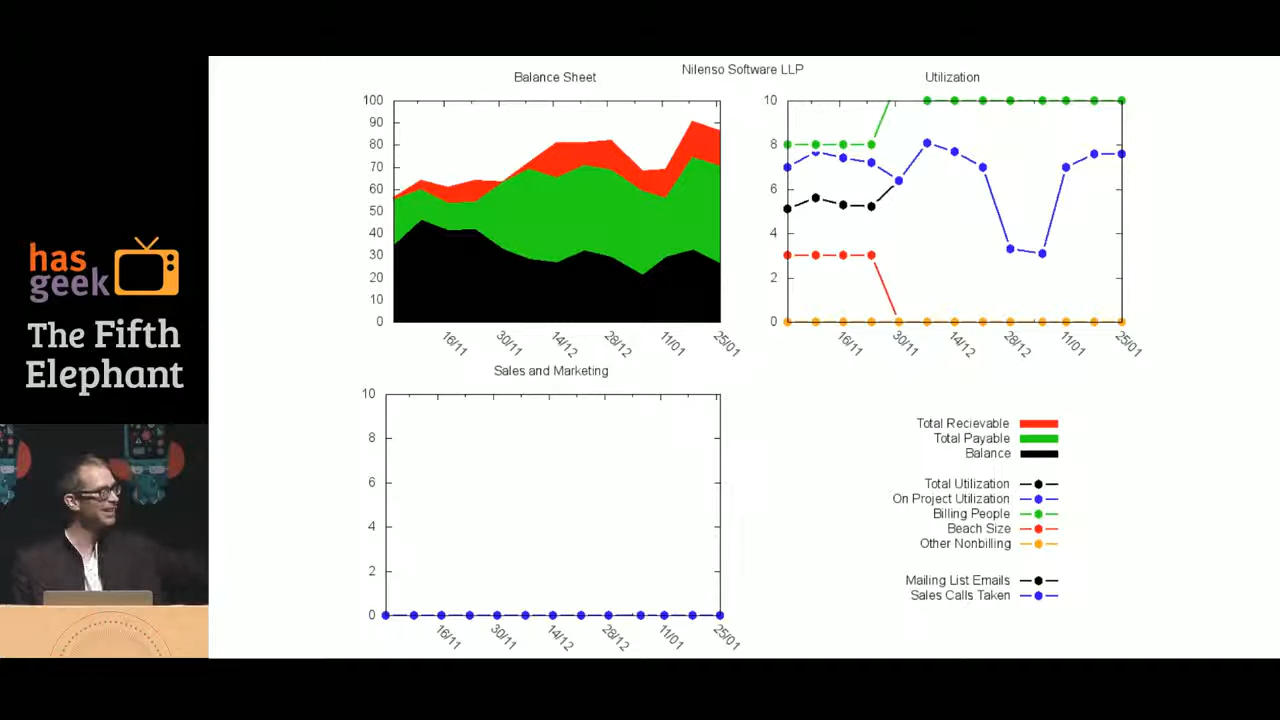 Nilenso Software LLP
Balance Sheet
Utilization
100
90
80
70
60
50
40
30
20
10
0
16/11
30/11
14/12
28/12
11/01
25/01
10
8
6
4
2
0
16/11
30/11
14/12
28/12
11/01
25/01
Sales and Marketing
10
8
6
4
2
0
16/11
30/11
14/12
28/12
11/01
25/01
Total Recievable
Total Payable
Balance
Total Utilization
On Project Utilization
Billing People
Beach Size
Other Nonbilling
Mailing List Emails
Sales Calls Taken
has
geek
The Fifth
Elephant